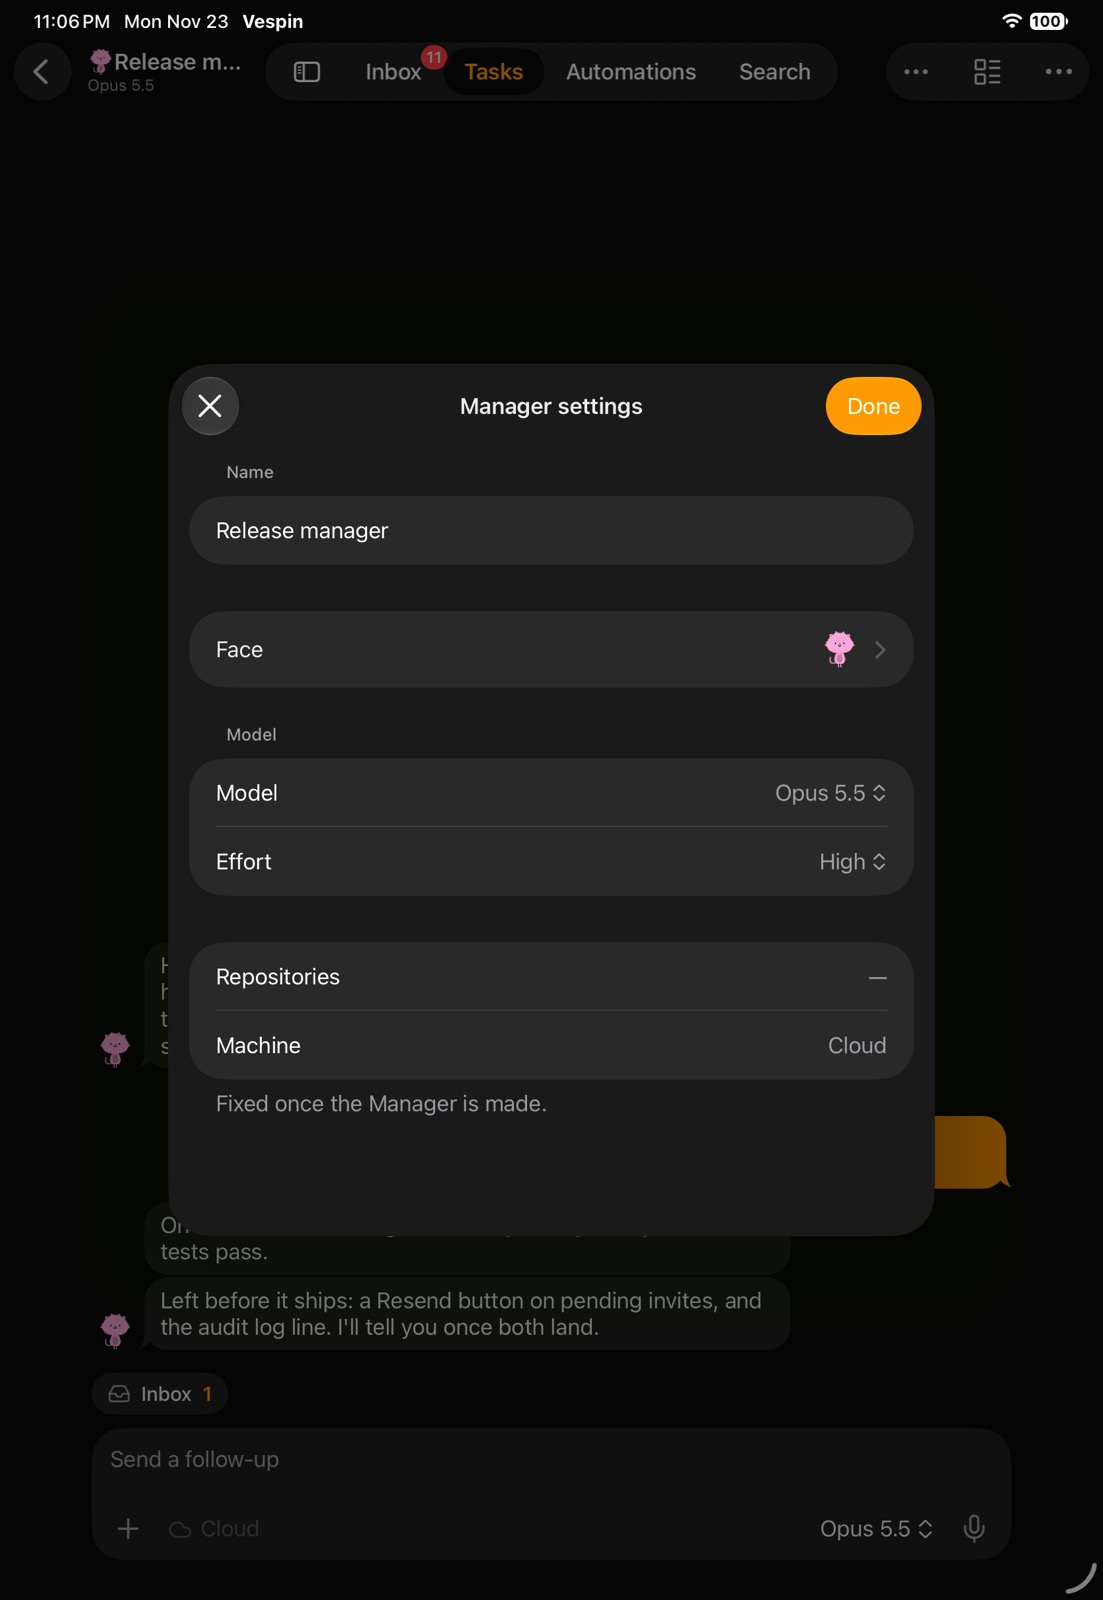 11:06 PM Mon Nov 23 Vespin
100
Release m...
Opus 5.5
Inbox 11
Tasks
Automations
Search
Manager settings
Done
Name
Release manager
Face
Model
Model Opus 5.5
Effort High
Repositories —
Machine Cloud
Fixed once the Manager is made.
tests pass.
Left before it ships: a Resend button on pending invites, and
the audit log line. I'll tell you once both land.
Inbox 1
Send a follow-up
Cloud
Opus 5.5